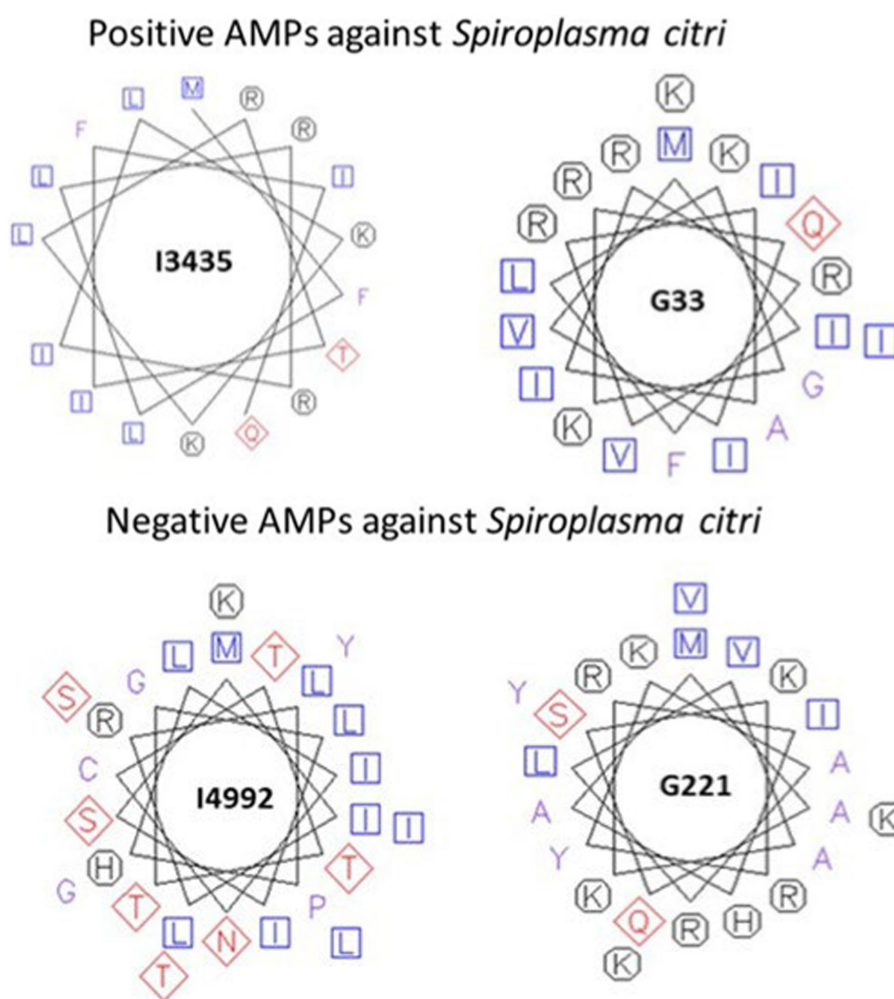 Positive AMPs against Spiroplasma citri
L M R
F R
L I
L K
I3435
F
I T
I R
L K Q
K
R M K
R I
R Q
L R
G33
V I I
I G
K A
V F I
Negative AMPs against Spiroplasma citri
K
L M T Y
G L
S R L
C I
I4992
S I I
H T
G T P
L N I L
T
V
K M V
R K
Y S I
L A
G221
A A K
Y A
K R
Q R H
K